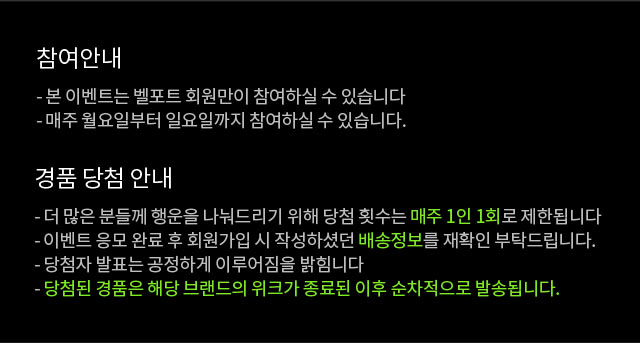 참여안내
- 본 이벤트는 벨포트 회원만이 참여하실 수 있습니다
- 매주 월요일부터 일요일까지 참여하실 수 있습니다.
경품 당첨 안내
- 더 많은 분들께 행운을 나눠드리기 위해 당첨 횟수는 매주 1인 1회로 제한됩니다
- 이벤트 응모 완료 후 회원가입 시 작성하셨던 배송정보를 재확인 부탁드립니다.
- 당첨자 발표는 공정하게 이루어짐을 밝힘니다
- 당첨된 경품은 해당 브랜드의 위크가 종료된 이후 순차적으로 발송됩니다.